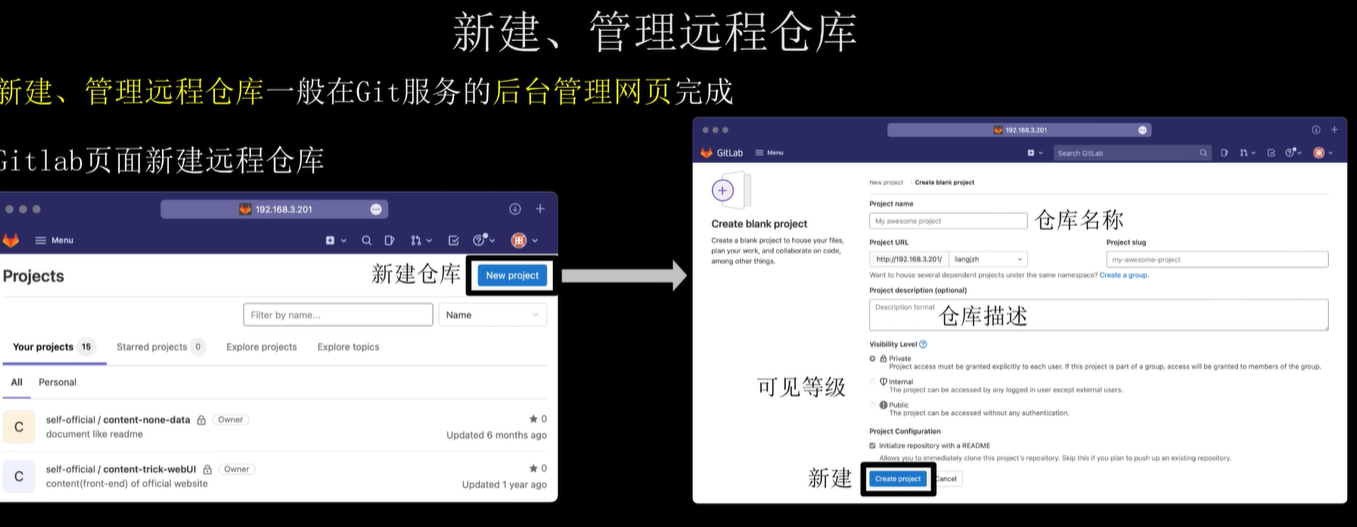 新建、管理远程仓库
新建、管理远程仓库一般在Git服务的后台管理网页完成
Gitlab页面新建远程仓库
192.168.3.201
Menu
Projects
新建仓库
New project
Filter by name...
Name
Your projects 15
Starred projects 0
Explore projects
Explore topics
All
Personal
C
self-official / content-none-data
Owner
0
document like readme
Updated 6 months ago
C
self-official / content-trick-webUI
Owner
0
content(front-end) of official website
Updated 1 year ago
192.168.3.201
GitLab
Menu
Search GitLab
New project
Create blank project
Create blank project
Create a blank project to house your files,
plan your work, and collaborate on code,
among other things.
Project name
My awesome project
仓库名称
Project URL
Project slug
http://192.168.3.201/
liangjzh
my-awesome-project
Want to house several dependent projects under the same namespace? Create a group.
Project description (optional)
Description format
仓库描述
Visibility Level
可见等级
Private
Project access must be granted explicitly to each user. If this project is part of a group, access will be granted to members of the group.
Internal
The project can be accessed by any logged in user except external users.
Public
The project can be accessed without any authentication.
Project Configuration
Initialize repository with a README
Allows you to immediately clone this project's repository. Skip this if you plan to push up an existing repository.
新建
Create project
Cancel